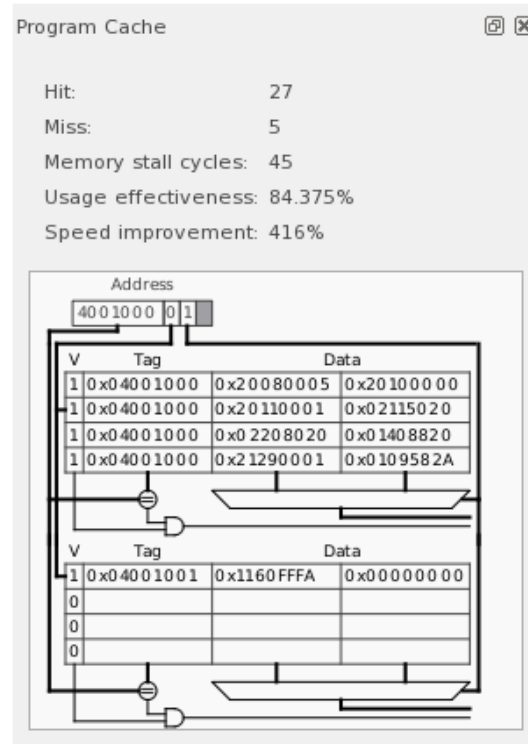 Program Cache
Hit: 27
Miss: 5
Memory stall cycles: 45
Usage effectiveness: 84.375%
Speed improvement: 416%
Address
4001000 0 1
V Tag Data
1 0x04001000 0x20080005 0x20100000
1 0x04001000 0x20110001 0x02115020
1 0x04001000 0x02208020 0x01408820
1 0x04001000 0x21290001 0x0109582A
V Tag Data
1 0x04001001 0x1160FFFA 0x00000000
0
0
0